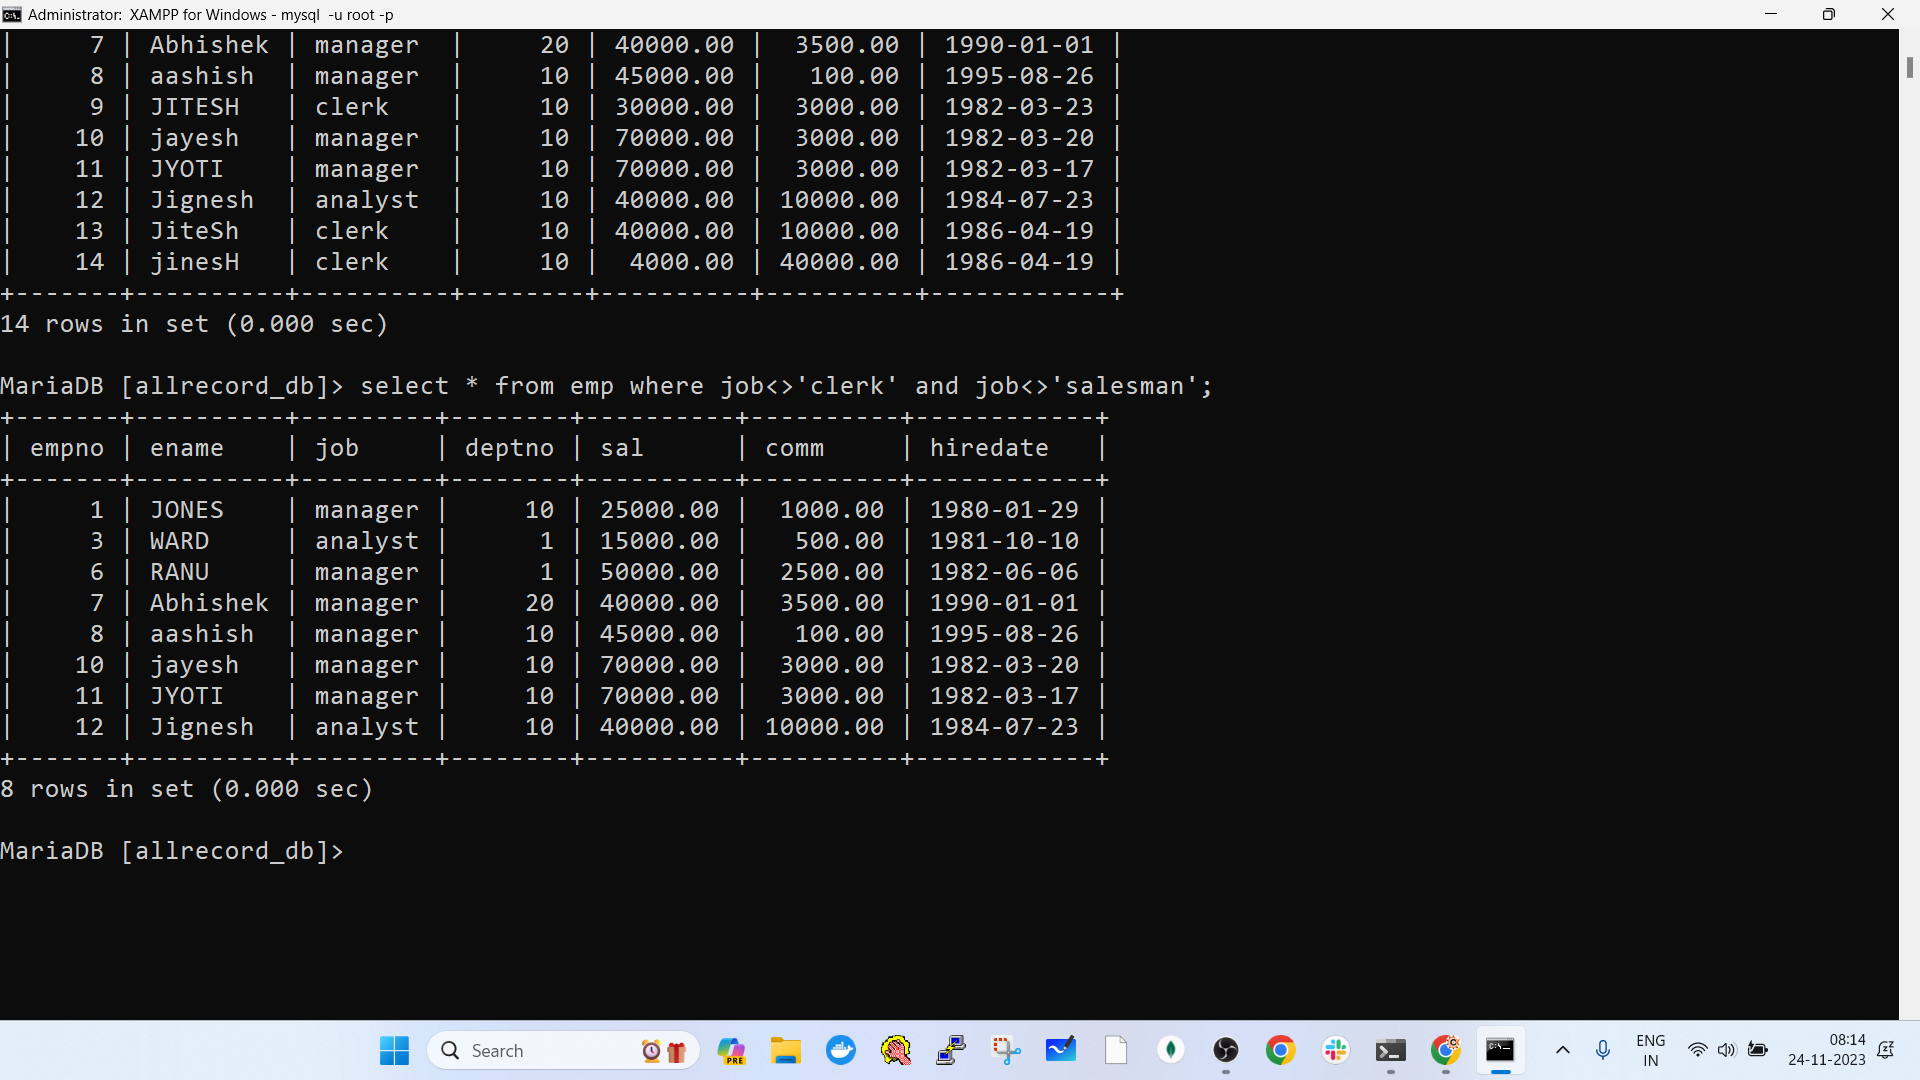 Administrator: XAMPP for Windows - mysql -u root -p
|     7 | Abhishek | manager  |     20 | 40000.00 |  3500.00 | 1990-01-01 |
|     8 | aashish  | manager  |     10 | 45000.00 |   100.00 | 1995-08-26 |
|     9 | JITESH   | clerk    |     10 | 30000.00 |  3000.00 | 1982-03-23 |
|    10 | jayesh   | manager  |     10 | 70000.00 |  3000.00 | 1982-03-20 |
|    11 | JYOTI    | manager  |     10 | 70000.00 |  3000.00 | 1982-03-17 |
|    12 | Jignesh  | analyst  |     10 | 40000.00 | 10000.00 | 1984-07-23 |
|    13 | JiteSh   | clerk    |     10 | 40000.00 | 10000.00 | 1986-04-19 |
|    14 | jinesH   | clerk    |     10 |  4000.00 | 40000.00 | 1986-04-19 |
+-------+----------+----------+--------+----------+----------+------------+
14 rows in set (0.000 sec)
MariaDB [allrecord_db]> select * from emp where job<>'clerk' and job<>'salesman';
+-------+----------+---------+--------+----------+----------+------------+
| empno | ename    | job     | deptno | sal      | comm     | hiredate   |
+-------+----------+---------+--------+----------+----------+------------+
|     1 | JONES    | manager |     10 | 25000.00 |  1000.00 | 1980-01-29 |
|     3 | WARD     | analyst |      1 | 15000.00 |   500.00 | 1981-10-10 |
|     6 | RANU     | manager |      1 | 50000.00 |  2500.00 | 1982-06-06 |
|     7 | Abhishek | manager |     20 | 40000.00 |  3500.00 | 1990-01-01 |
|     8 | aashish  | manager |     10 | 45000.00 |   100.00 | 1995-08-26 |
|    10 | jayesh   | manager |     10 | 70000.00 |  3000.00 | 1982-03-20 |
|    11 | JYOTI    | manager |     10 | 70000.00 |  3000.00 | 1982-03-17 |
|    12 | Jignesh  | analyst |     10 | 40000.00 | 10000.00 | 1984-07-23 |
+-------+----------+---------+--------+----------+----------+------------+
8 rows in set (0.000 sec)
MariaDB [allrecord_db]>
Search
PRE
ENG
IN
08:14
24-11-2023